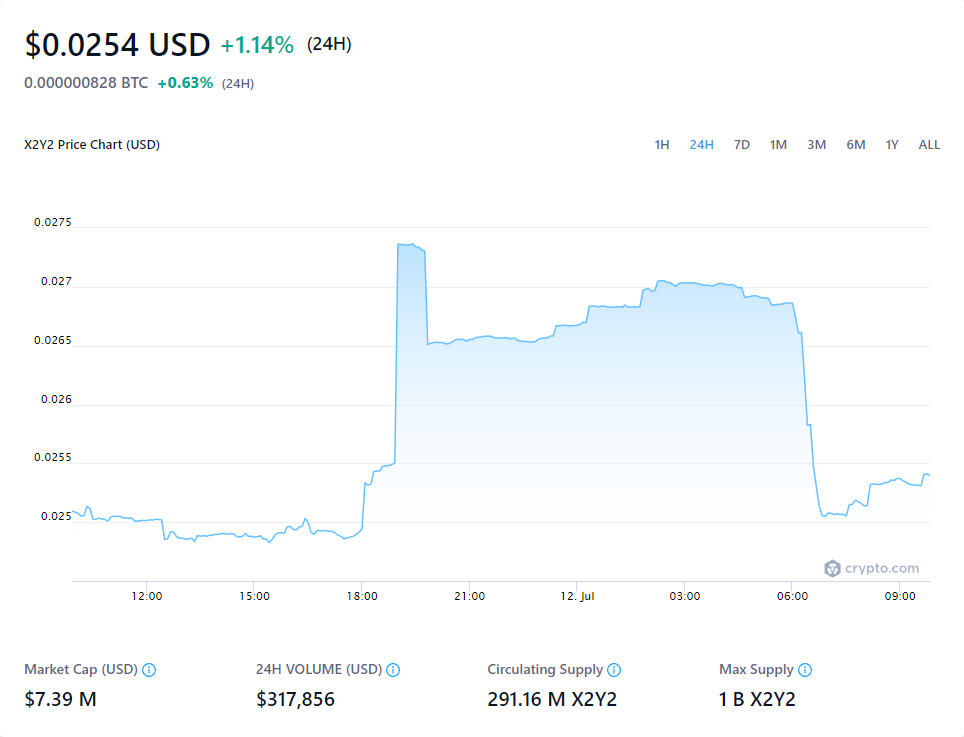 $0.0254 USD +1.14% (24H)
0.000000828 BTC +0.63% (24H)
X2Y2 Price Chart (USD)
1H 24H 7D 1M 3M 6M 1Y ALL
0.0275
0.027
0.0265
0.026
0.0255
0.025
crypto.com
12:00 15:00 18:00 21:00 12. Jul 03:00 06:00 09:00
Market Cap (USD) 24H VOLUME (USD) Circulating Supply Max Supply
$7.39 M $317,856 291.16 M X2Y2 1 B X2Y2